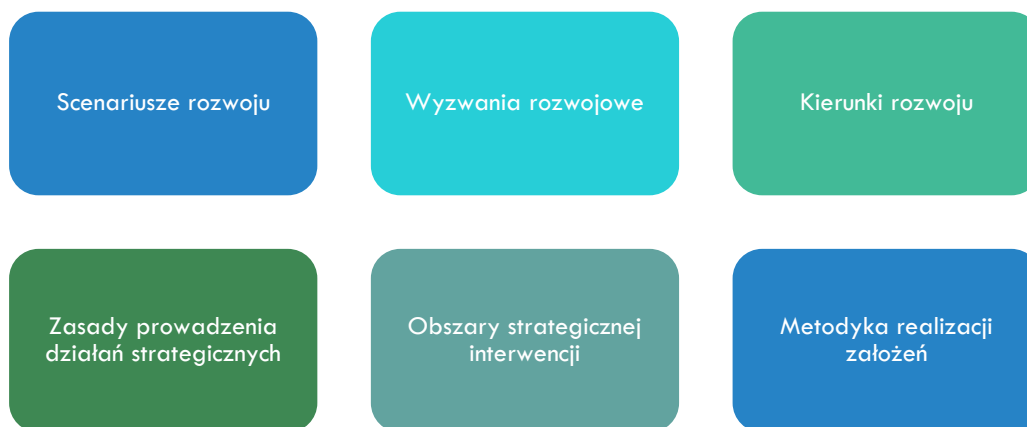 Scenariusze rozwoju
Wyzwania rozwojowe
Kierunki rozwoju
Zasady prowadzenia
działań strategicznych
Obszary strategicznej
interwencji
Metodyka realizacji
założeń